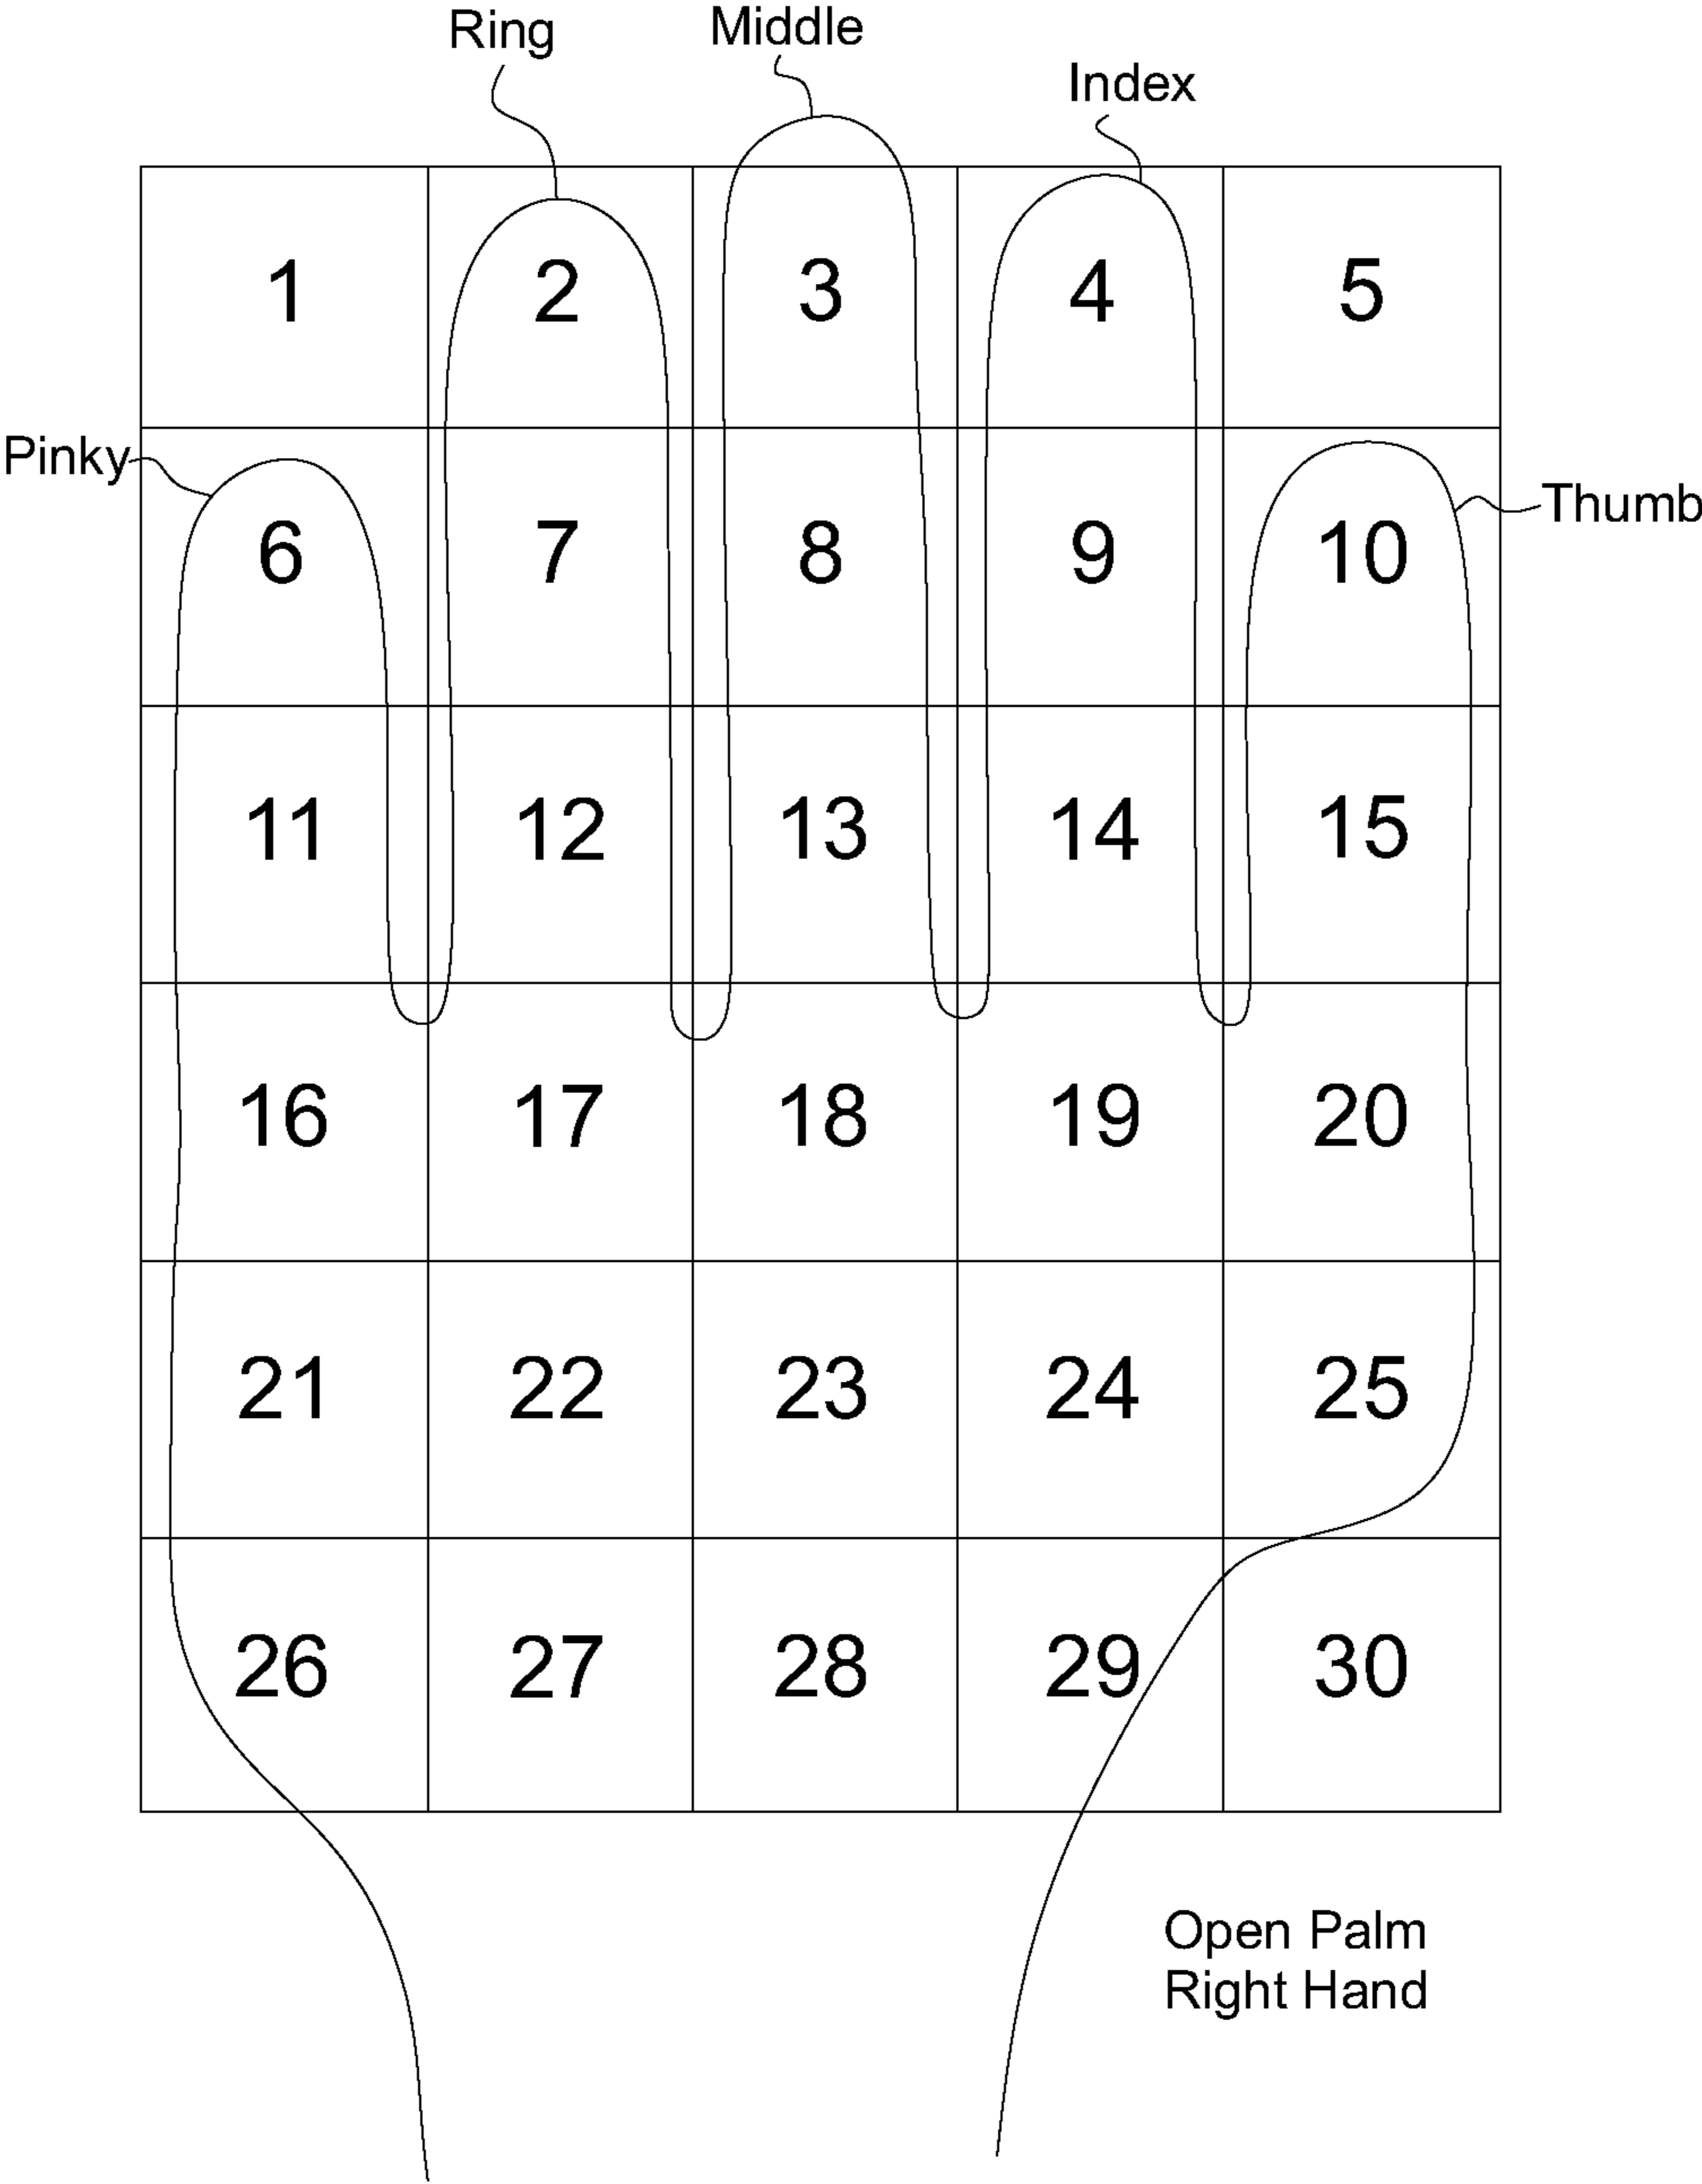 Ring
Middle
Index
1 2 3 4 5
Pinky
Thumb
6 7 8 9 10
11 12 13 14 15
16 17 18 19 20
21 22 23 24 25
26 27 28 29 30
Open Palm
Right Hand